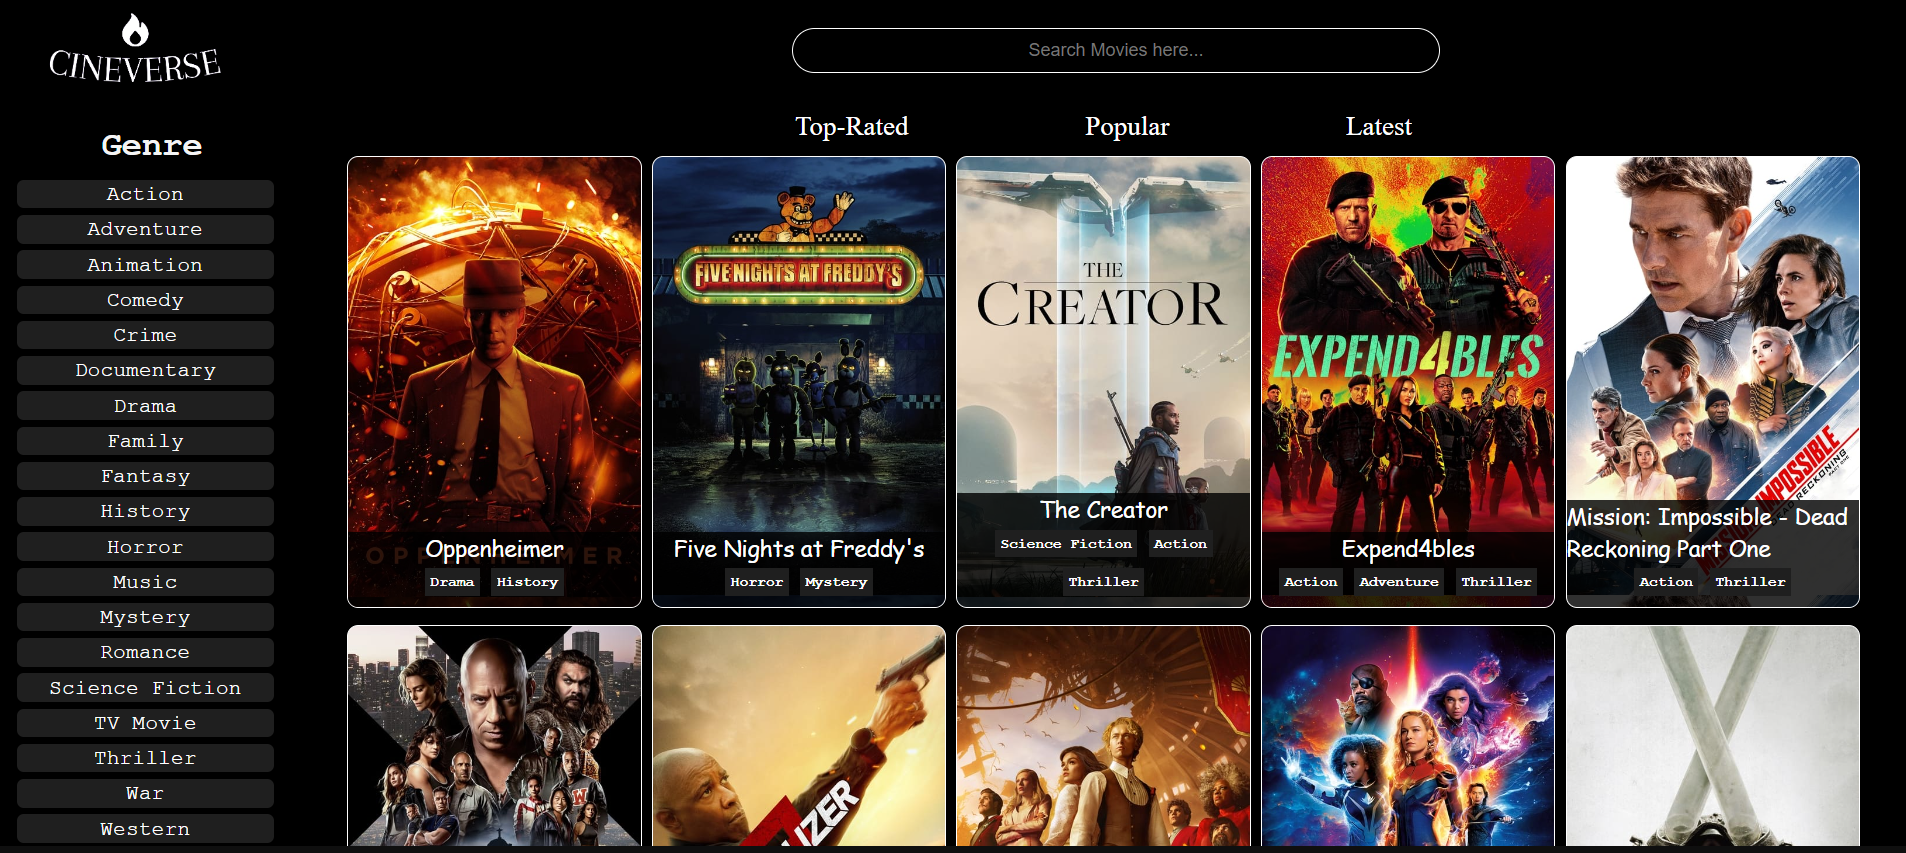 CINEVERSE
Search Movies here...
Genre
Action
Adventure
Animation
Comedy
Crime
Documentary
Drama
Family
Fantasy
History
Horror
Music
Mystery
Romance
Science Fiction
TV Movie
Thriller
War
Western
Top-Rated
Popular
Latest
OPPENHEIMER
Oppenheimer
Drama
History
FIVE NIGHTS AT FREDDY'S
Five Nights at Freddy's
Horror
Mystery
THE
CREATOR
The Creator
Science Fiction
Action
Thriller
EXPEND4BLES
Expend4bles
Action
Adventure
Thriller
IMPOSSIBLE
RECKONING
PART ONE
Mission: Impossible - Dead
Reckoning Part One
Action
Thriller
W